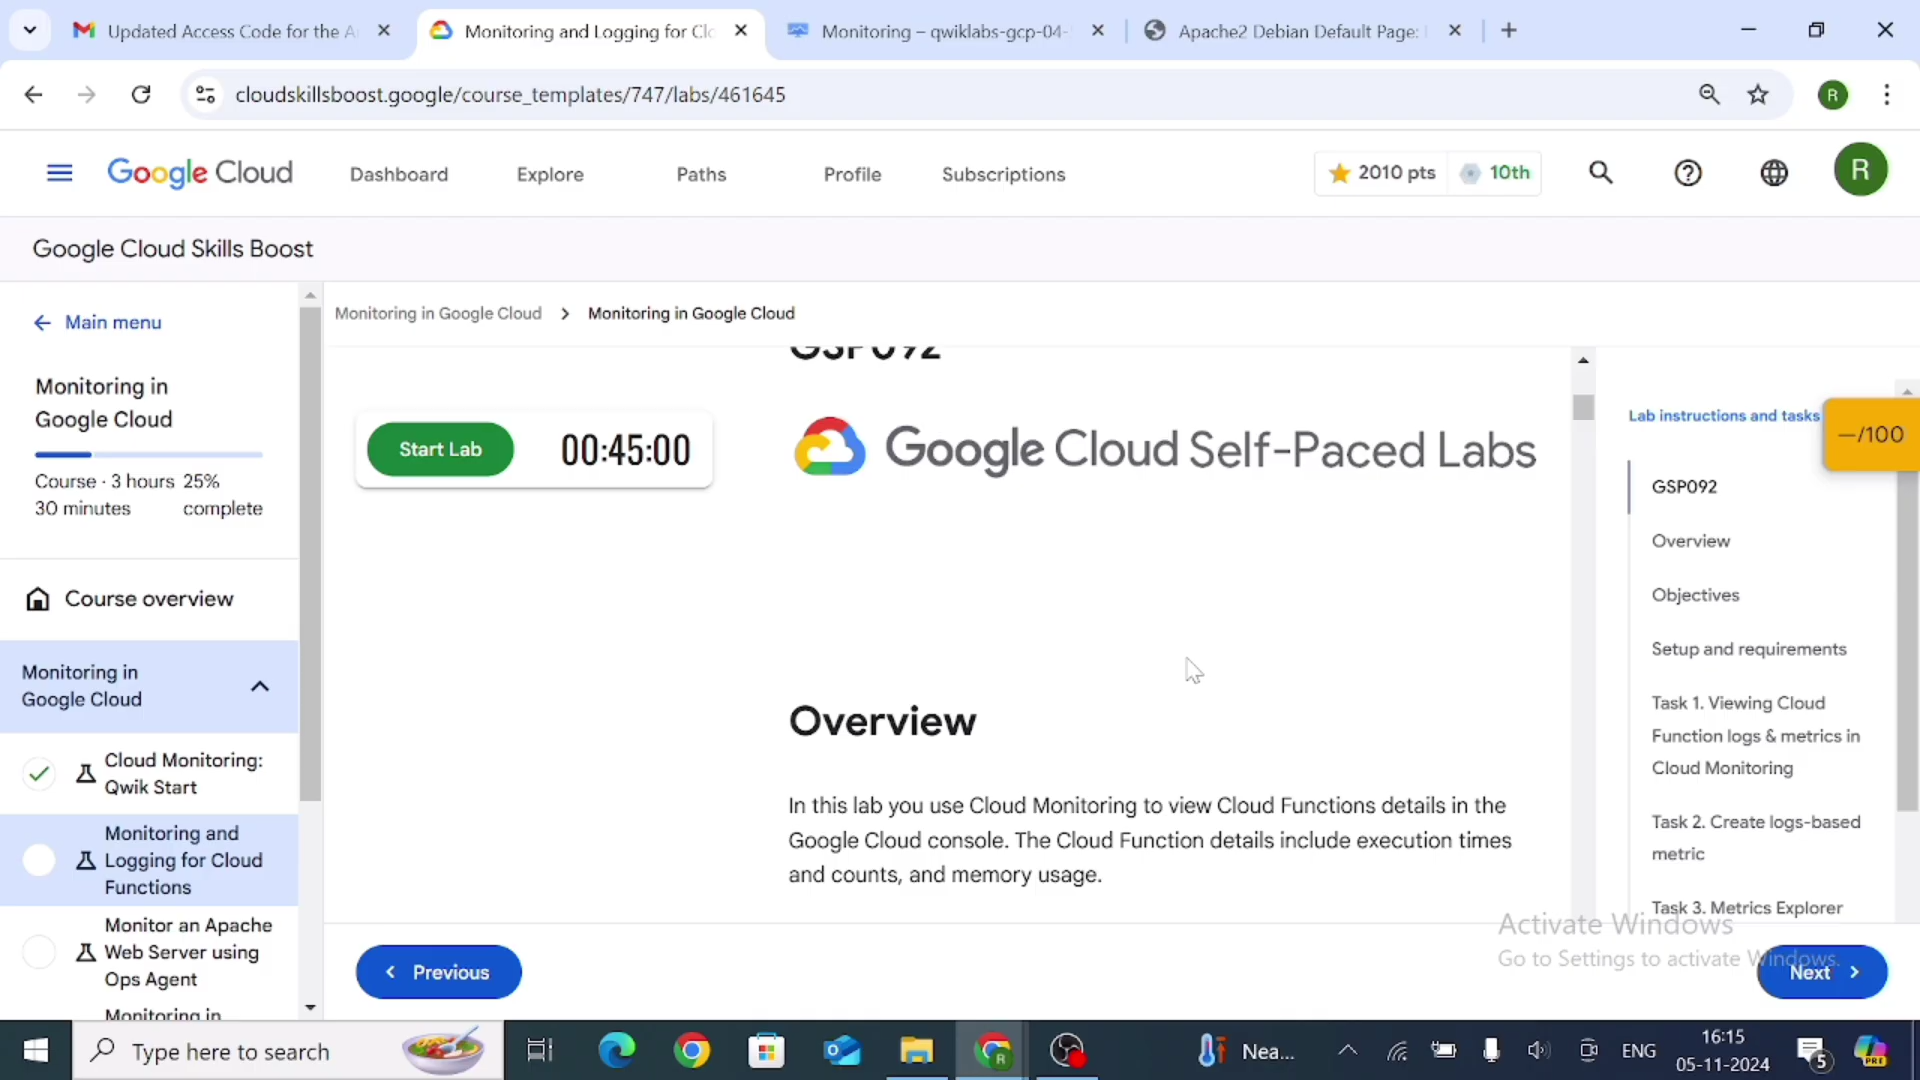 Updated Access Code for the A
Monitoring and Logging for Clo
Monitoring – qwiklabs-gcp-04-
Apache2 Debian Default Page:
cloudskillsboost.google/course_templates/747/labs/461645
R
Google Cloud
Dashboard
Explore
Paths
Profile
Subscriptions
2010 pts
10th
R
Google Cloud Skills Boost
Main menu
Monitoring in
Google Cloud
Course · 3 hours
30 minutes
25%
complete
Course overview
Monitoring in
Google Cloud
Cloud Monitoring:
Qwik Start
Monitoring and
Logging for Cloud
Functions
Monitor an Apache
Web Server using
Ops Agent
Monitoring in
Monitoring in Google Cloud > Monitoring in Google Cloud
GSP092
Start Lab
00:45:00
Google Cloud Self-Paced Labs
Overview
In this lab you use Cloud Monitoring to view Cloud Functions details in the
Google Cloud console. The Cloud Function details include execution times
and counts, and memory usage.
Previous
Next
Lab instructions and tasks
—/100
GSP092
Overview
Objectives
Setup and requirements
Task 1. Viewing Cloud
Function logs & metrics in
Cloud Monitoring
Task 2. Create logs-based
metric
Task 3. Metrics Explorer
Activate Windows
Go to Settings to activate Windows.
Type here to search
R
PRE
Nea...
ENG
16:15
05-11-2024
5